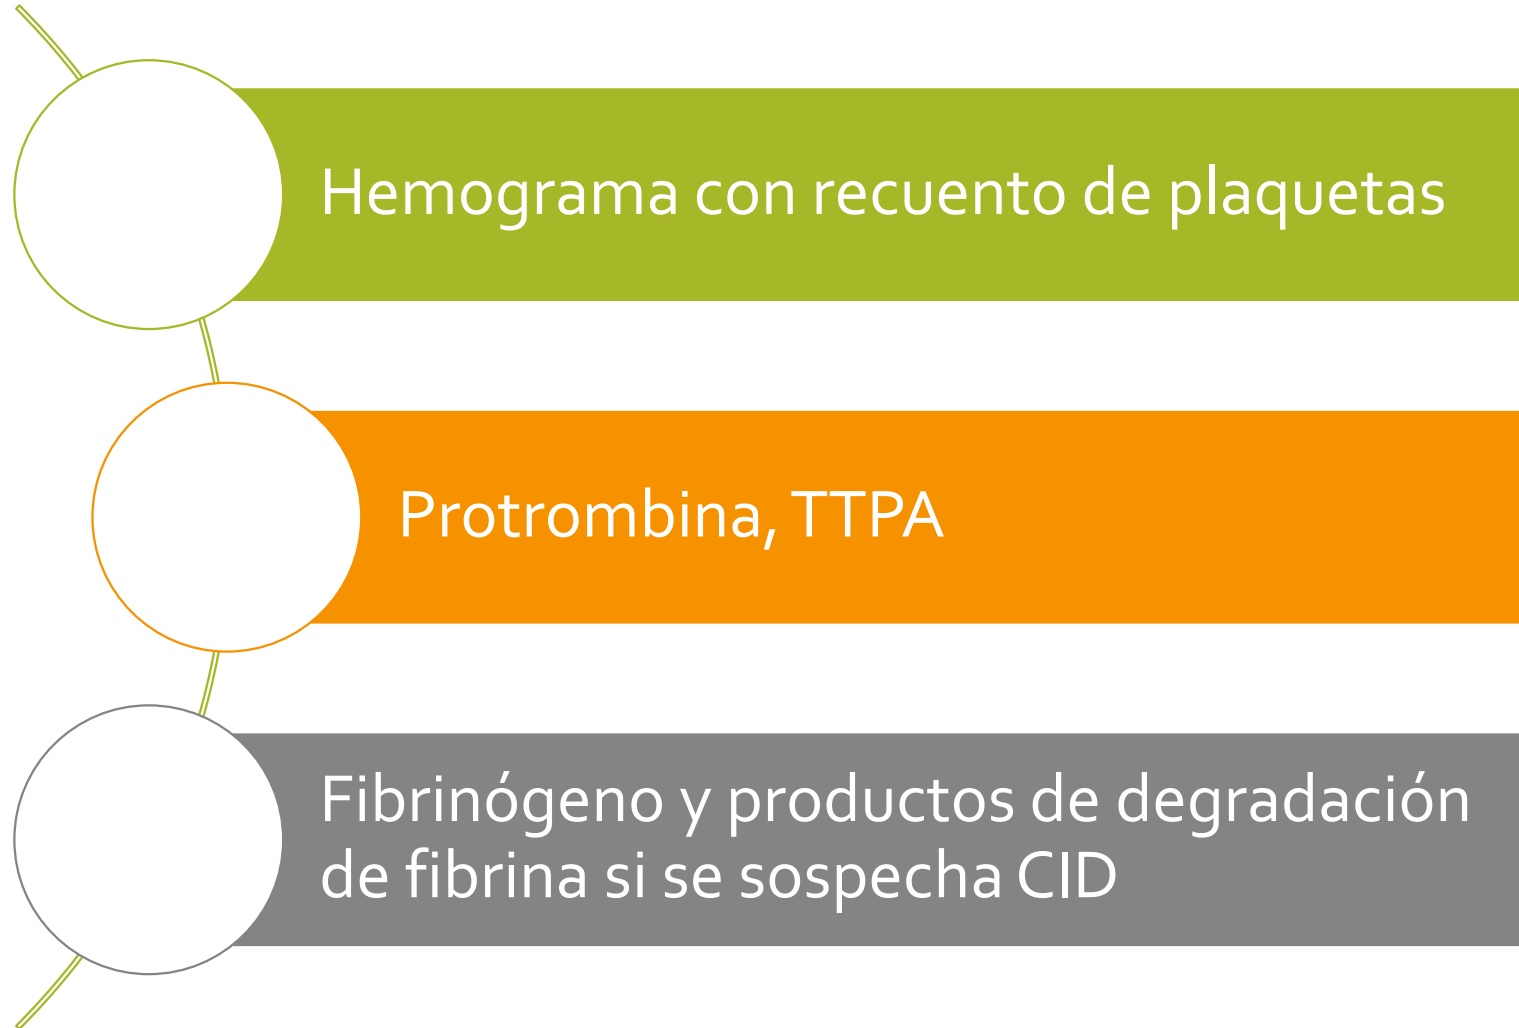 Hemograma con recuento de plaquetas
Protrombina, TTPA
Fibrinógeno y productos de degradación
de fibrina si se sospecha CID